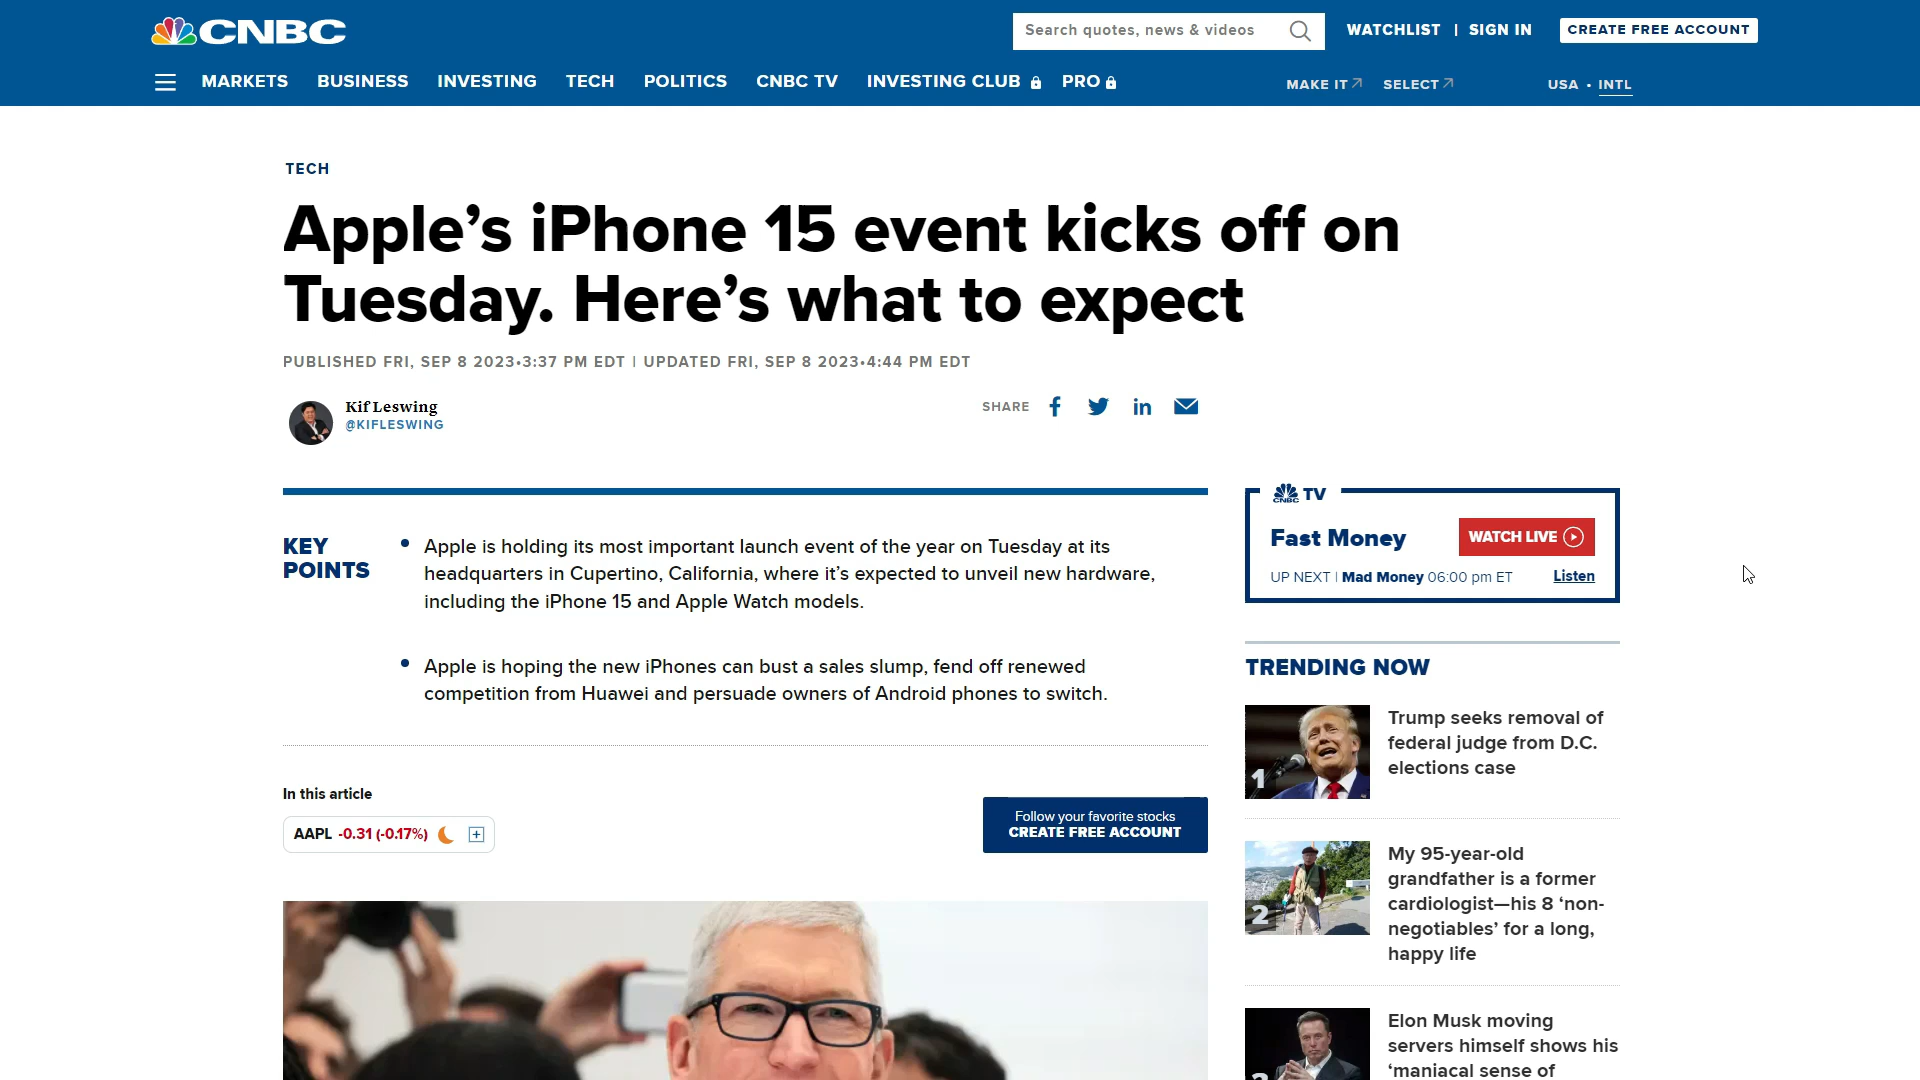 CNBC
Search quotes, news & videos
WATCHLIST | SIGN IN
CREATE FREE ACCOUNT
MARKETS BUSINESS INVESTING TECH POLITICS CNBC TV INVESTING CLUB PRO
MAKE IT SELECT
USA • INTL
TECH
Apple’s iPhone 15 event kicks off on
Tuesday. Here’s what to expect
PUBLISHED FRI, SEP 8 2023•3:37 PM EDT | UPDATED FRI, SEP 8 2023•4:44 PM EDT
Kif Leswing
@KIFLESWING
SHARE
KEY
POINTS
• Apple is holding its most important launch event of the year on Tuesday at its
headquarters in Cupertino, California, where it’s expected to unveil new hardware,
including the iPhone 15 and Apple Watch models.
• Apple is hoping the new iPhones can bust a sales slump, fend off renewed
competition from Huawei and persuade owners of Android phones to switch.
In this article
AAPL -0.31 (-0.17%)
Follow your favorite stocks
CREATE FREE ACCOUNT
CNBC TV
Fast Money
WATCH LIVE
UP NEXT | Mad Money 06:00 pm ET
Listen
TRENDING NOW
1
Trump seeks removal of
federal judge from D.C.
elections case
2
My 95-year-old
grandfather is a former
cardiologist—his 8 ‘non-
negotiables’ for a long,
happy life
Elon Musk moving
servers himself shows his
‘maniacal sense of